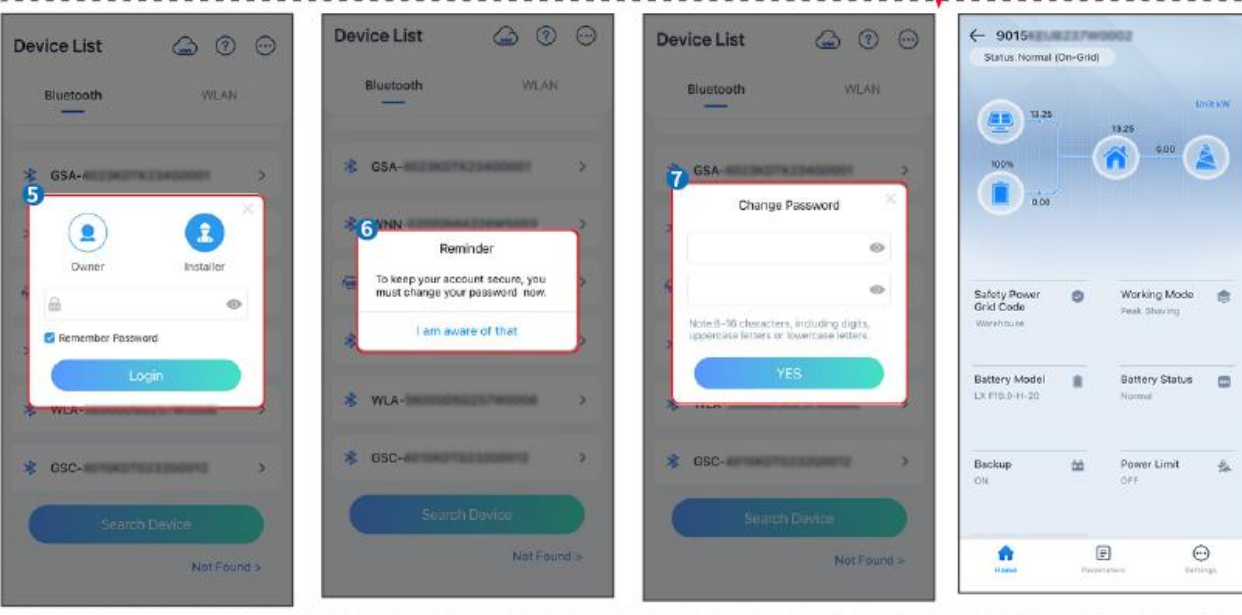 Device List
Bluetooth
WLAN
GSA-
5
Owner
Installer
Remember Password
Login
WLA-
GSC-
Search Device
Not Found >
Device List
Bluetooth
WLAN
GSA-
WNN-
6
Reminder
To keep your account secure, you
must change your password now.
I am aware of that
WLA-
GSC-
Search Device
Not Found >
Device List
Bluetooth
WLAN
GSA-
7
Change Password
Note:8-16 characters, including digits,
uppercase letters or lowercase letters.
YES
GSC-
Search Device
Not Found >
9015
Status:Normal (On-Grid)
Unit:kW
13.25
13.25
0.00
100%
0.00
Safety Power
Grid Code
Warehouse
Working Mode
Peak Shaving
Battery Model
Battery Status
Normal
Backup
ON
Power Limit
OFF
Home
Parameters
Settings